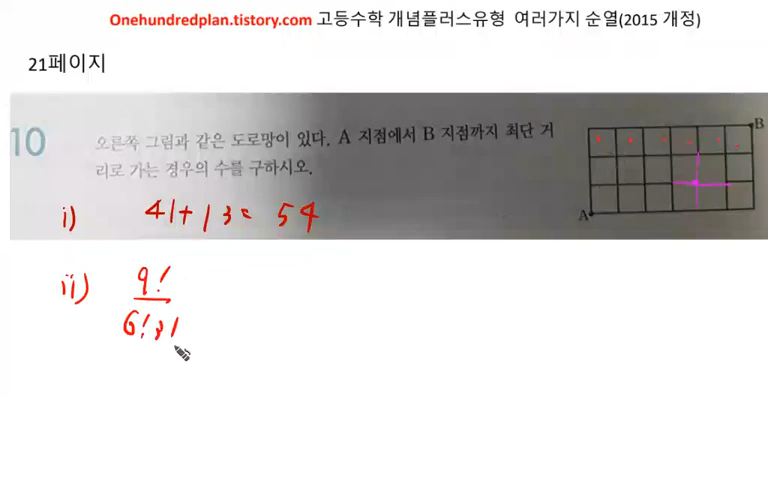 Onehundredplan.tistory.com 고등수학 개념플러스유형 여러가지 순열(2015 개정)
21페이지
10 오른쪽 그림과 같은 도로망이 있다. A 지점에서 B 지점까지 최단 거
리로 가는 경우의 수를 구하시오.
B
A
i) 41+13= 54
ii) 9!
6!3!